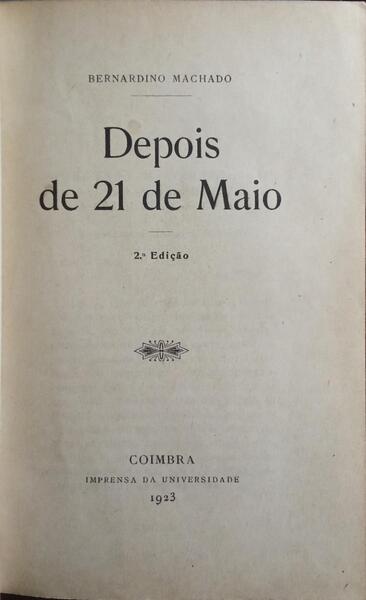 BERNARDINO MACHADO
Depois
de 21 de Maio
2.ª Edição
COIMBRA
IMPRENSA DA UNIVERSIDADE
1923